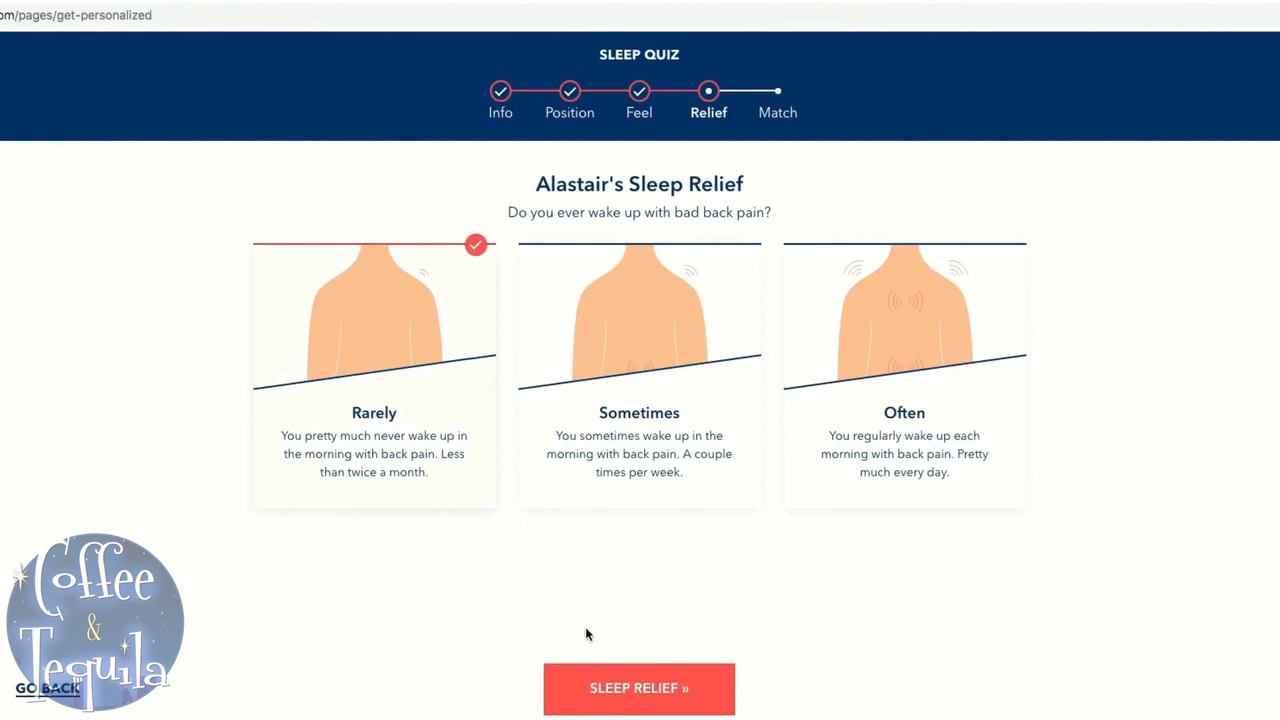 om/pages/get-personalized
SLEEP QUIZ
Info Position Feel Relief Match
Alastair's Sleep Relief
Do you ever wake up with bad back pain?
Rarely
You pretty much never wake up in
the morning with back pain. Less
than twice a month.
Sometimes
You sometimes wake up in the
morning with back pain. A couple
times per week.
Often
You regularly wake up each
morning with back pain. Pretty
much every day.
Coffee
&
Tequila
GO BACK
SLEEP RELIEF »